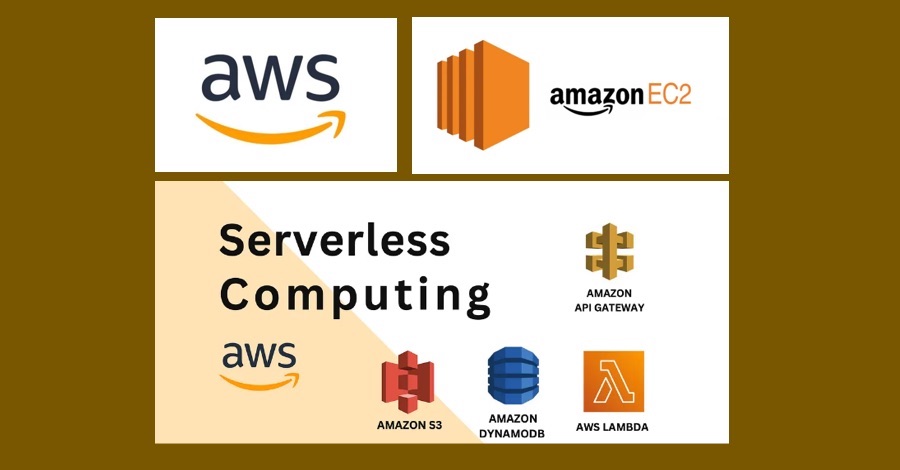 aws
amazon EC2
Serverless
Computing
aws
AMAZON
API GATEWAY
AMAZON S3
AMAZON
DYNAMODB
AWS LAMBDA